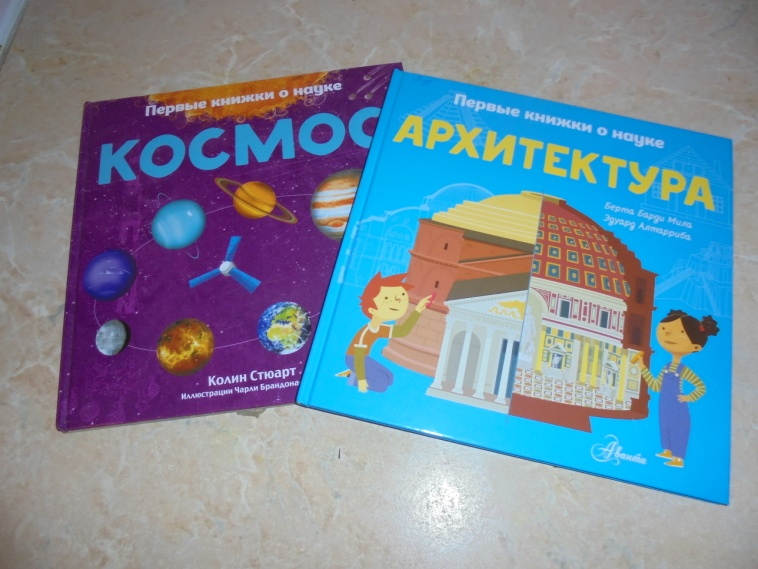 Первые книжки о науке
КОСМОС
Колин Стюарт
Иллюстрации Чарли Брандона
Первые книжки о науке
АРХИТЕКТУРА
Берта Барди Мила
Эдуард Алтарриба
Аванта